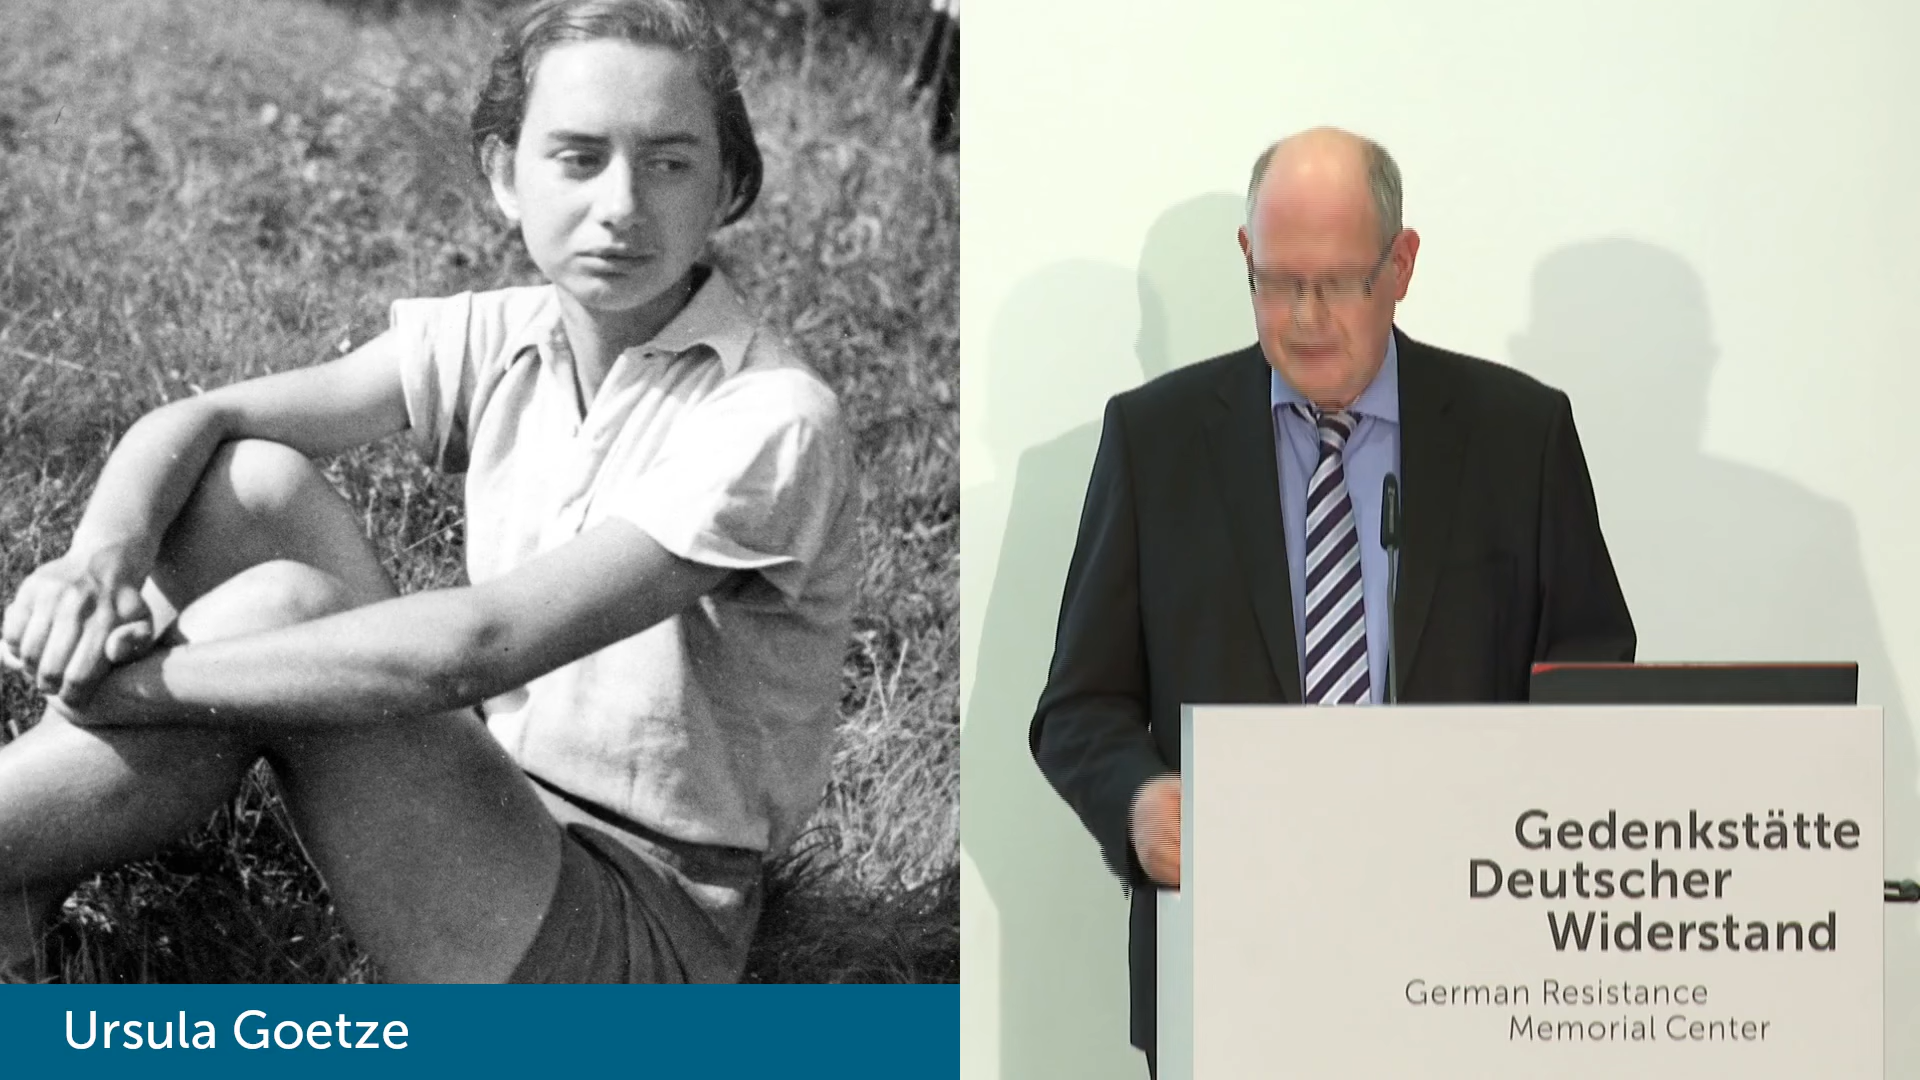 Ursula Goetze
Gedenkstätte
Deutscher
Widerstand
German Resistance
Memorial Center